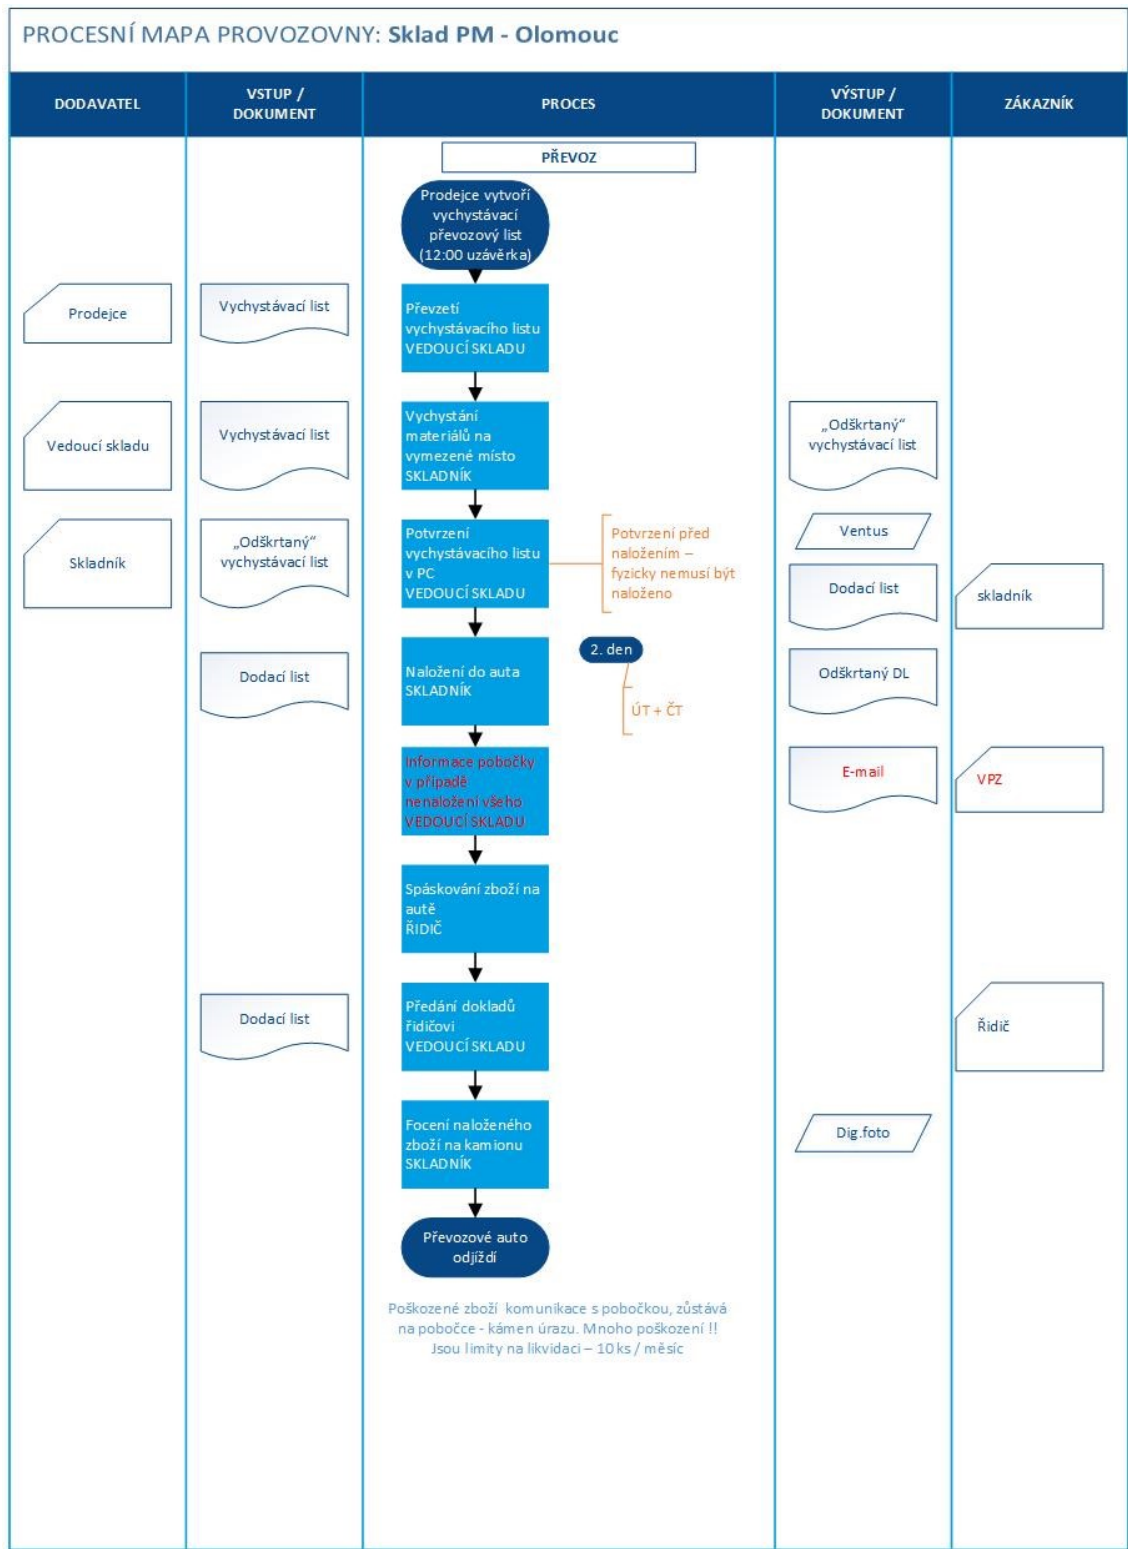 PROCESNÍ MAPA PROVOZOVNY: Sklad PM - Olomouc
DODAVATEL
VSTUP /
DOKUMENT
PROCES
VÝSTUP /
DOKUMENT
ZÁKAZNÍK
PŘEVOZ
Prodejce vytvoří
vychystávací
převozový list
(12:00 uzávěrka)
Prodejce
Vychystávací list
Převzetí
vychystávacího listu
VEDOUCÍ SKLADU
Vedoucí skladu
Vychystávací list
Vychystání
materiálů na
vymezené místo
SKLADNÍK
„Odškrtaný“
vychystávací list
Skladník
„Odškrtaný“
vychystávací list
Potvrzení
vychystávacího listu
v PC
VEDOUCÍ SKLADU
Potvrzení před
naložením –
fyzicky nemusí být
naloženo
Ventus
Dodací list
skladník
Dodací list
Naložení do auta
SKLADNÍK
2. den
ÚT + ČT
Odškrtaný DL
Informace pobočky
v případě
nenaložení všeho
VEDOUCÍ SKLADU
E-mail
VPZ
Spáskování zboží na
autě
ŘIDIČ
Dodací list
Předání dokladů
řidičovi
VEDOUCÍ SKLADU
Řidič
Focení naloženého
zboží na kamionu
SKLADNÍK
Dig.foto
Převozové auto
odjíždí
Poškozené zboží komunikace s pobočkou, zůstává
na pobočce - kámen úrazu. Mnoho poškození !!
Jsou limity na likvidaci – 10 ks / měsíc